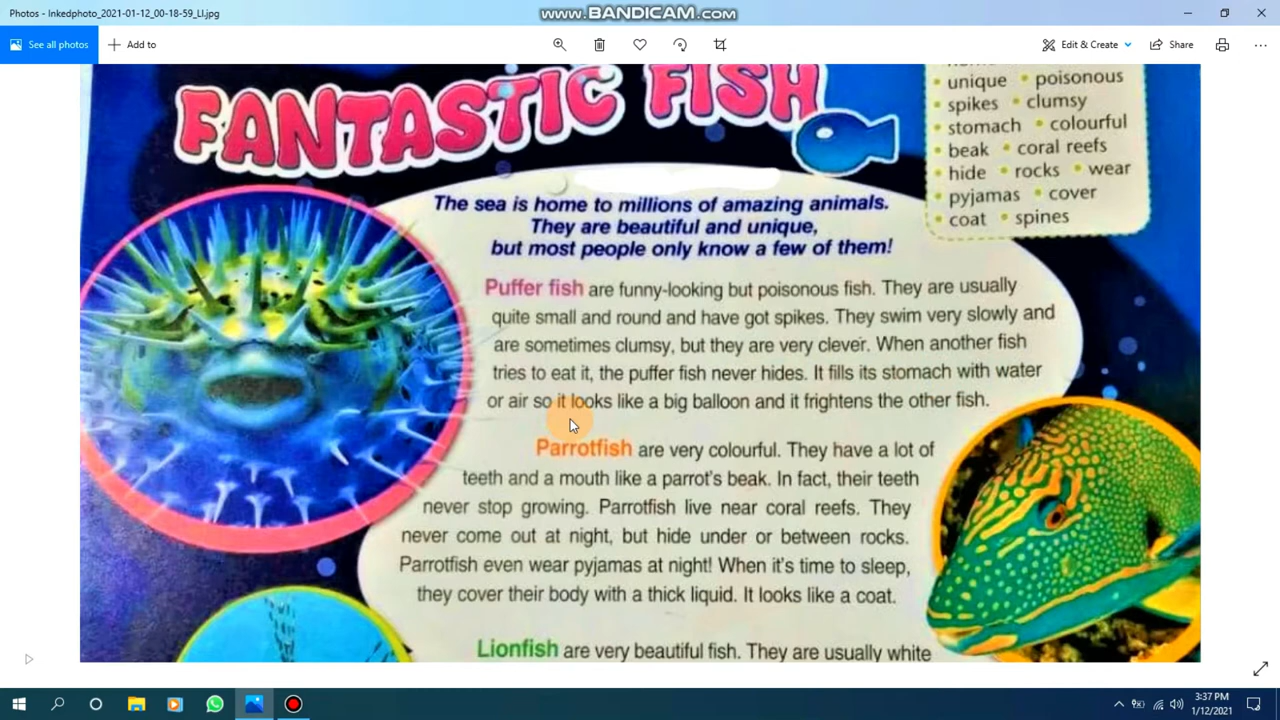 Photos - Inkedphoto_2021-01-12_00-18-59_LI.jpg
www.BANDICAM.com
See all photos
Add to
Edit & Create
Share
FANTASTIC FISH
• unique • poisonous
• spikes • clumsy
• stomach • colourful
• beak • coral reefs
• hide • rocks • wear
• pyjamas • cover
• coat • spines
The sea is home to millions of amazing animals.
They are beautiful and unique,
but most people only know a few of them!
Puffer fish are funny-looking but poisonous fish. They are usually
quite small and round and have got spikes. They swim very slowly and
are sometimes clumsy, but they are very clever. When another fish
tries to eat it, the puffer fish never hides. It fills its stomach with water
or air so it looks like a big balloon and it frightens the other fish.
Parrotfish are very colourful. They have a lot of
teeth and a mouth like a parrot's beak. In fact, their teeth
never stop growing. Parrotfish live near coral reefs. They
never come out at night, but hide under or between rocks.
Parrotfish even wear pyjamas at night! When it's time to sleep,
they cover their body with a thick liquid. It looks like a coat.
Lionfish are very beautiful fish. They are usually white
3:37 PM
1/12/2021